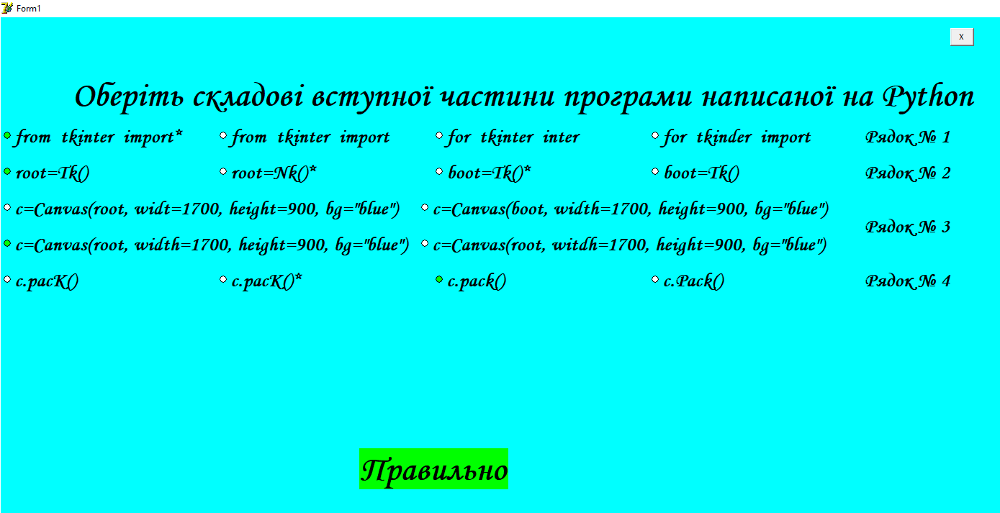 Form1
X
Оберіть складові вступної частини програми написаної на Python
from tkinter import* from tkinter import for tkinter inter for tkinder import Рядок № 1
root=Tk() root=Nk()* boot=Tk()* boot=Tk() Рядок № 2
c=Canvas(root, widt=1700, height=900, bg="blue") c=Canvas(boot, width=1700, height=900, bg="blue")
Рядок № 3
c=Canvas(root, width=1700, height=900, bg="blue") c=Canvas(root, witdh=1700, height=900, bg="blue")
c.pacK() c.pacK()* c.pack() c.Pack() Рядок № 4
Правильно